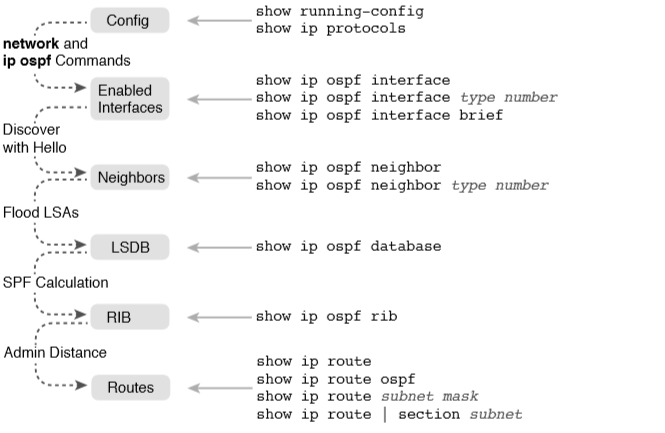 Config
show running-config
show ip protocols
network and
ip ospf Commands
Enabled
Interfaces
show ip ospf interface
show ip ospf interface type number
show ip ospf interface brief
Discover
with Hello
Neighbors
show ip ospf neighbor
show ip ospf neighbor type number
Flood LSAs
LSDB
show ip ospf database
SPF Calculation
RIB
show ip ospf rib
Admin Distance
Routes
show ip route
show ip route ospf
show ip route subnet mask
show ip route | section subnet